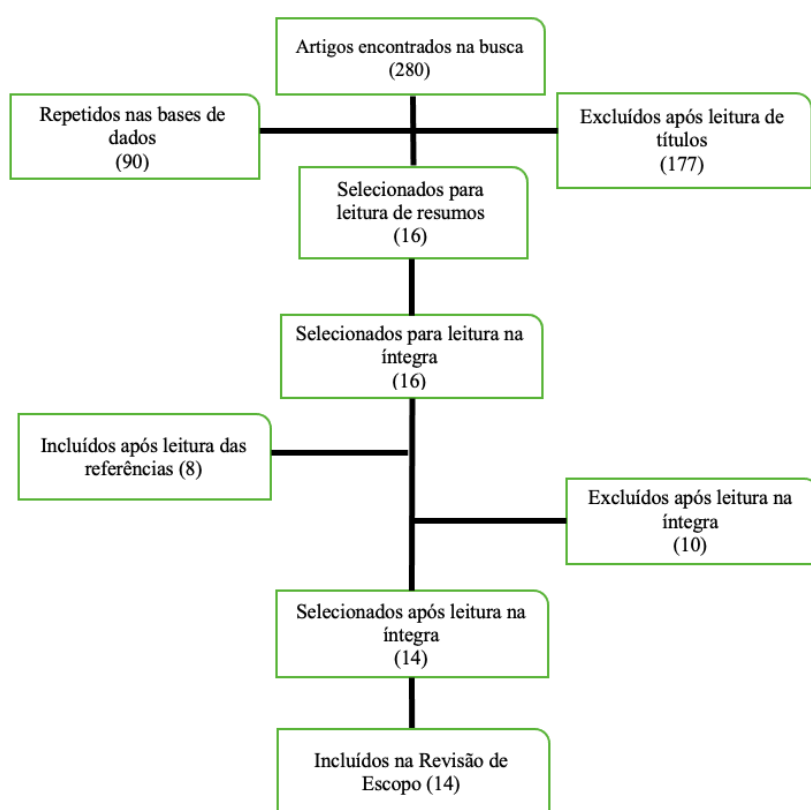 Artigos encontrados na busca
(280)
Repetidos nas bases de
dados
(90)
Excluídos após leitura de
títulos
(177)
Selecionados para
leitura de resumos
(16)
Selecionados para leitura na
íntegra
(16)
Incluídos após leitura das
referências (8)
Excluídos após leitura na
íntegra
(10)
Selecionados após leitura na
íntegra
(14)
Incluídos na Revisão de
Escopo (14)